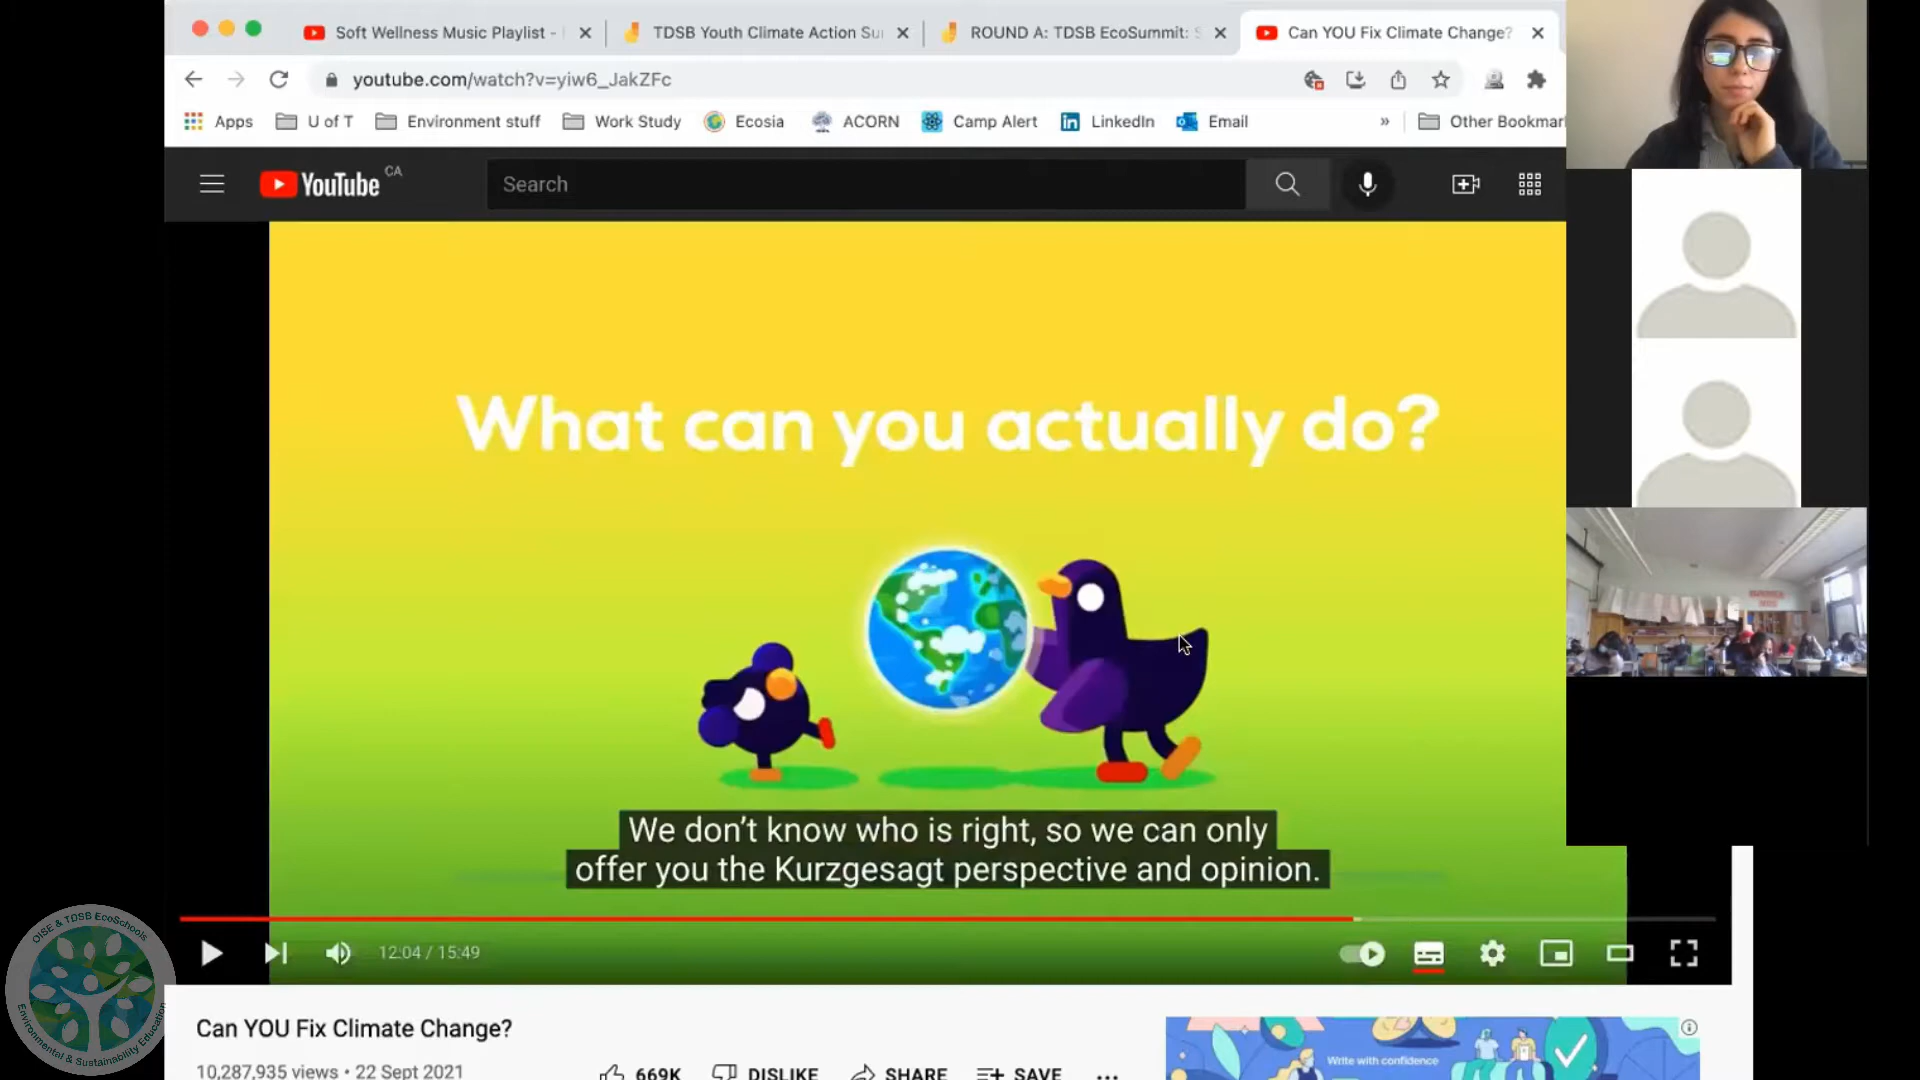 Soft Wellness Music Playlist -
TDSB Youth Climate Action Su
ROUND A: TDSB EcoSummit: S
Can YOU Fix Climate Change?
youtube.com/watch?v=yiw6_JakZFc
Apps
U of T
Environment stuff
Work Study
Ecosia
ACORN
Camp Alert
LinkedIn
Email
»
Other Bookmar
YouTube CA
Search
What can you actually do?
We don't know who is right, so we can only
offer you the Kurzgesagt perspective and opinion.
12:04 / 15:49
OISE & TDSB EcoSchools
Environmental & Sustainability Education
Can YOU Fix Climate Change?
10,287,935 views • 22 Sept 2021
669K
DISLIKE
SHARE
SAVE
Write with confidence